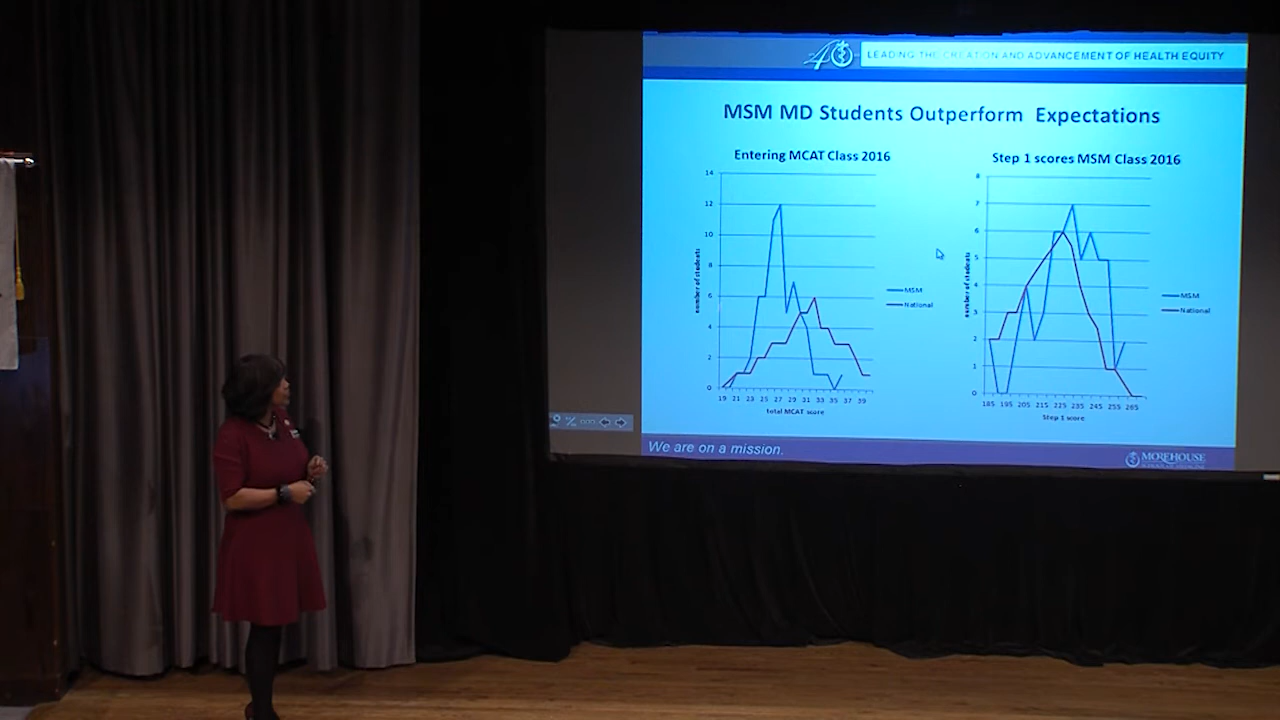 40
LEADING THE CREATION AND ADVANCEMENT OF HEALTH EQUITY
MSM MD Students Outperform Expectations
Entering MCAT Class 2016
14
12
10
8
6
4
2
0
number of students
19 21 23 25 27 29 31 33 35 37 39
total MCAT score
MSM
National
Step 1 scores MSM Class 2016
8
7
6
5
4
3
2
1
0
number of students
185 195 205 215 225 235 245 255 265
Step 1 score
MSM
National
We are on a mission.
MOREHOUSE
SCHOOL OF MEDICINE